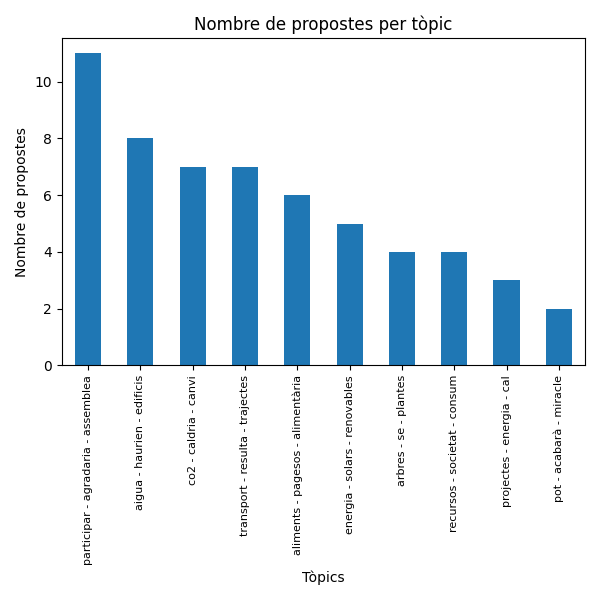 Nombre de propostes per tòpic
Nombre de propostes
10
8
6
4
2
0
participar - agradaria - assemblea
aigua - haurien - edificis
co2 - caldria - canvi
transport - resulta - trajectes
aliments - pagesos - alimentària
energia - solars - renovables
arbres - se - plantes
recursos - societat - consum
projectes - energia - cal
pot - acabarà - miracle
Tòpics